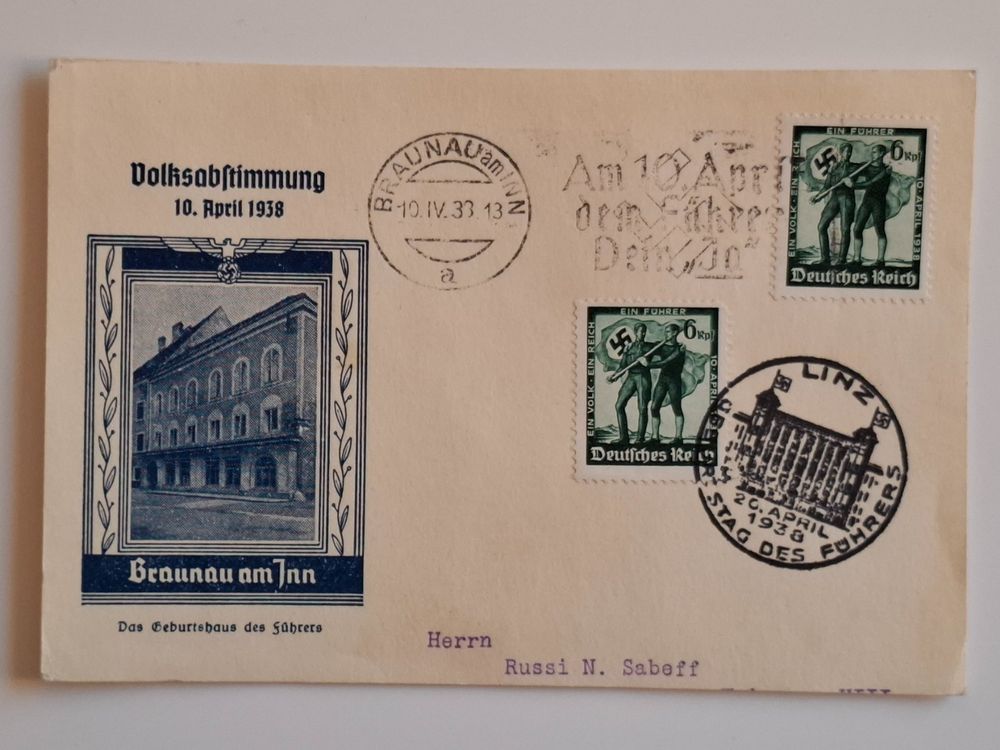 Volksabstimmung
10. April 1938
Braunau am Inn
Das Geburtshaus des Führers
BRAUNAU am INN
-10.IV.38.13
a
Am 10. April
dem Führer
Dein „Ja“
EIN VOLK · EIN REICH
EIN FÜHRER
10·APRIL 1938
6 Rpf
Deutsches Reich
EIN VOLK · EIN REICH
EIN FÜHRER
10·APRIL
6 Rpf
Deutsches Reich
LINZ
20. APRIL
1938
GEBURTSTAG DES FÜHRERS
Herrn
Russi N. Sabeff